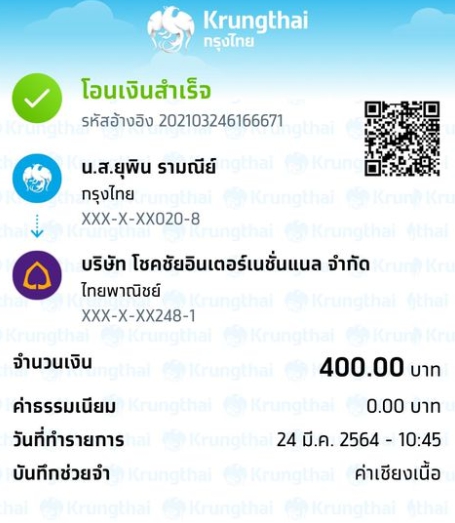 Krungthai
กรุงไทย
โอนเงินสำเร็จ
รหัสอ้างอิง 202103246166671
น.ส.ยุพิน รามณีย์
กรุงไทย
XXX-X-XX020-8
บริษัท โชคชัยอินเตอร์เนชั่นแนล จำกัด
ไทยพาณิชย์
XXX-X-XX248-1
จำนวนเงิน 400.00 บาท
ค่าธรรมเนียม 0.00 บาท
วันที่ทำรายการ 24 มี.ค. 2564 - 10:45
บันทึกช่วยจำ ค่าเชียงเนื้อ